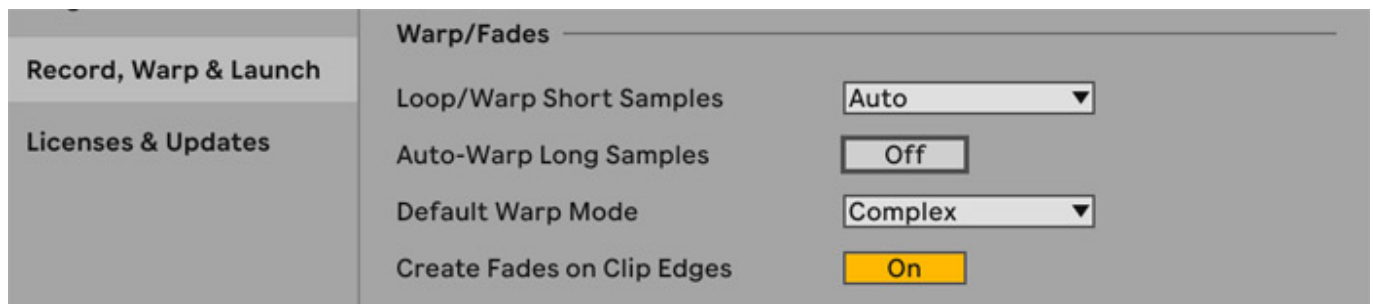 Record, Warp & Launch
Licenses & Updates
Warp/Fades
Loop/Warp Short Samples Auto
Auto-Warp Long Samples Off
Default Warp Mode Complex
Create Fades on Clip Edges On